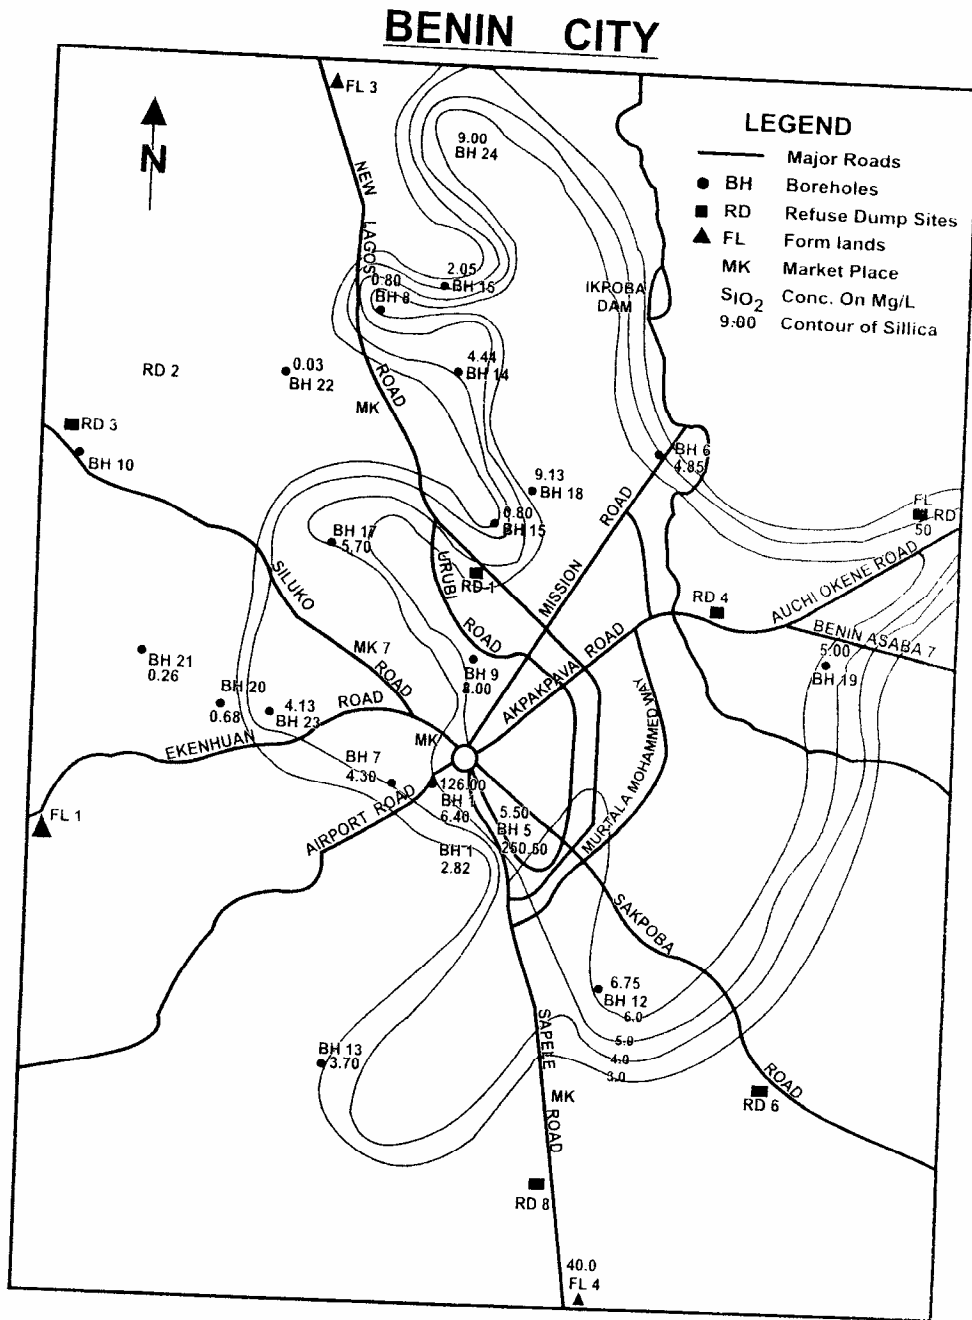 BENIN CITY
FL 3
N
LEGEND
Major Roads
BH Boreholes
RD Refuse Dump Sites
FL Form lands
MK Market Place
SIO2 Conc. On Mg/L
9.00 Contour of Sillica
9.00
BH 24
NEW LAGOS ROAD
2.05
BH 15
0.80
BH 8
IKPOBA
DAM
4.44
BH 14
RD 2
0.03
BH 22
MK
RD 3
BH 10
BH 6
4.85
9.13
BH 18
0.80
BH 15
FL
RD
50
BH 17
5.70
MISSION ROAD
URUBI ROAD
RD 1
SILUKO ROAD
AUCHI OKENE ROAD
RD 4
BENIN ASABA 7
MK 7
BH 21
0.26
BH 9
8.00
AKPAKPAVA ROAD
5.00
BH 19
BH 20
0.68
4.13
BH 23
EKENHUAN ROAD
MK
MURTALA MOHAMMED WAY
BH 7
4.30
126.00
BH 1
6.40
5.50
BH 5
250.50
FL 1
AIRPORT ROAD
BH 1
2.82
SAKPOBA ROAD
6.75
BH 12
6.0
5.0
4.0
3.0
SAPELE ROAD
BH 13
3.70
MK
RD 6
RD 8
40.0
FL 4